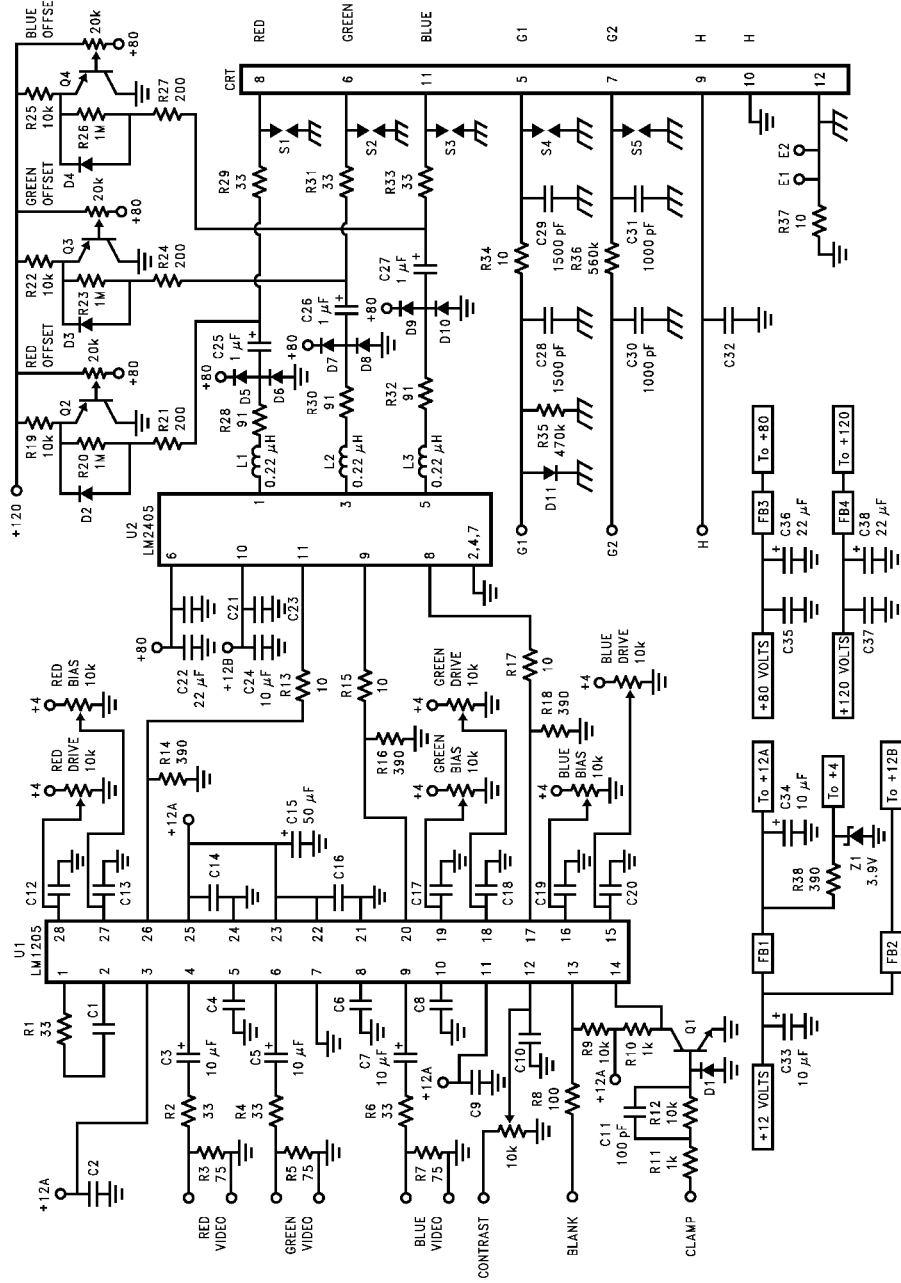 +12A
C2
RED
VIDEO
R3
75
R2
33
C3
10 μF
GREEN
VIDEO
R5
75
R4
33
C5
10 μF
BLUE
VIDEO
R7
75
R6
33
C7
10 μF
CONTRAST
10k
+12A
C9
C10
BLANK
R8
100
R9
10k
+12A
R10
1k
CLAMP
R11
1k
C11
100 pF
R12
10k
D1
Q1
R1
33
C1
C4
C6
C8
U1
LM1205
1
2
3
4
5
6
7
8
9
10
11
12
13
14
28
27
26
25
24
23
22
21
20
19
18
17
16
15
C12
C13
+4
RED
DRIVE
10k
+4
RED
BIAS
10k
R14
390
+12A
C14
C15
50 μF
C16
R16
390
C17
C18
+4
GREEN
BIAS
10k
+4
GREEN
DRIVE
10k
R18
390
C19
C20
+4
BLUE
BIAS
10k
+4
BLUE
DRIVE
10k
+80
C22
22 μF
C21
+12B
C24
10 μF
C23
R13
10
R15
10
R17
10
U2
LM2405
6
10
11
9
8
2,4,7
1
3
5
+120
R19
10k
Q2
RED
OFFSET
20k
+80
D2
R20
1M
R21
200
R22
10k
Q3
GREEN
OFFSET
20k
+80
D3
R23
1M
R24
200
R25
10k
Q4
BLUE
OFFSET
20k
+80
D4
R26
1M
R27
200
L1
0.22 μH
R28
91
+80
D5
D6
C25
1 μF
R29
33
S1
L2
0.22 μH
R30
91
+80
D7
D8
C26
1 μF
R31
33
S2
L3
0.22 μH
R32
91
+80
D9
D10
C27
1 μF
R33
33
S3
CRT
8
6
11
5
7
9
10
12
RED
GREEN
BLUE
G1
G2
H
H
G1
D11
R35
470k
C28
1500 pF
R34
10
C29
1500 pF
S4
G2
C30
1000 pF
R36
560k
C31
1000 pF
S5
H
C32
R37
10
E1
E2
+12 VOLTS
C33
10 μF
FB1
To +12A
C34
10 μF
R38
390
To +4
Z1
3.9V
FB2
To +12B
+80 VOLTS
C35
C36
22 μF
FB3
To +80
+120 VOLTS
C37
C38
22 μF
FB4
To +120